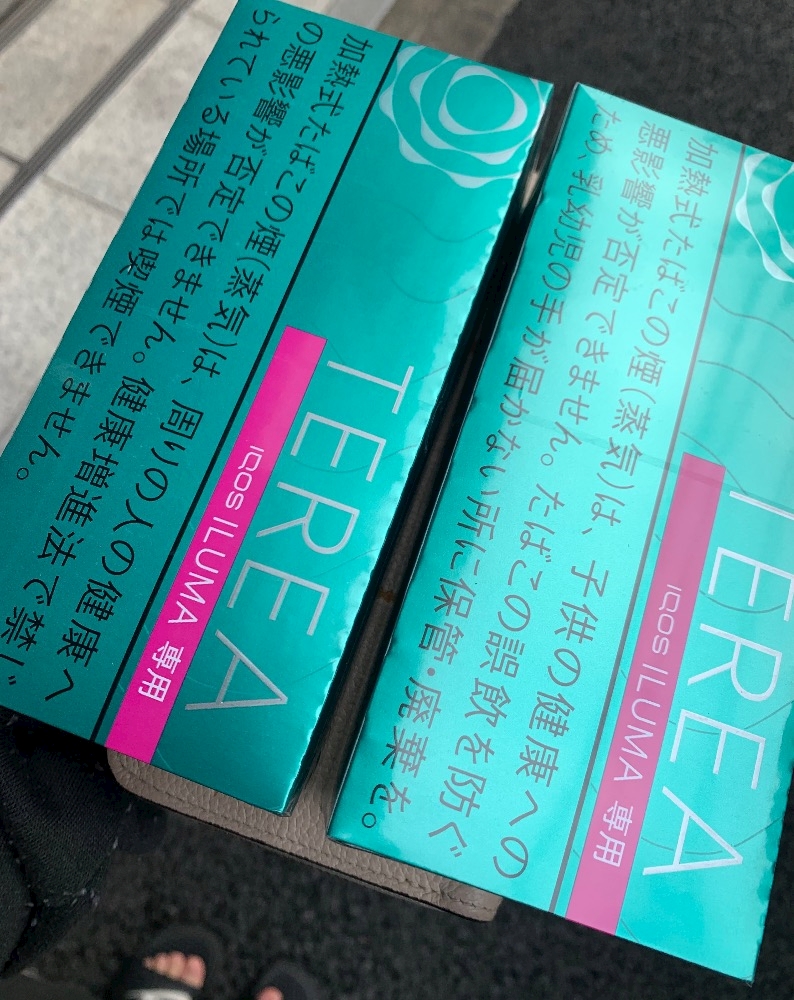 加熱式たばこの煙(蒸気)は、周りの人の健康へ
の悪影響が否定できません。健康増進法で禁じ
られている場所では喫煙できません。
TEREA
IQOS ILUMA 専用
加熱式たばこの煙(蒸気)は、子供の健康への
悪影響が否定できません。たばこの誤飲を防ぐ
ため、乳幼児の手が届かない所に保管・廃棄を。
TEREA
IQOS ILUMA 専用